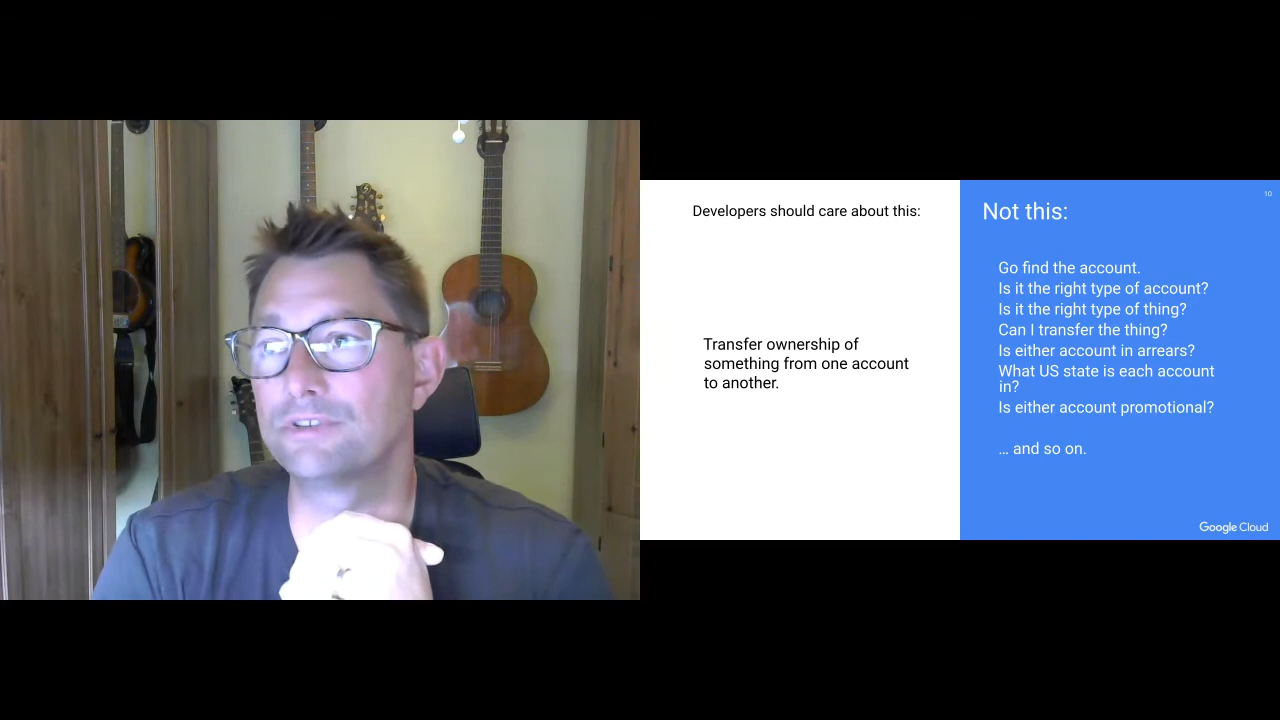 10
Developers should care about this:
Transfer ownership of
something from one account
to another.
Not this:
Go find the account.
Is it the right type of account?
Is it the right type of thing?
Can I transfer the thing?
Is either account in arrears?
What US state is each account
in?
Is either account promotional?
… and so on.
Google Cloud